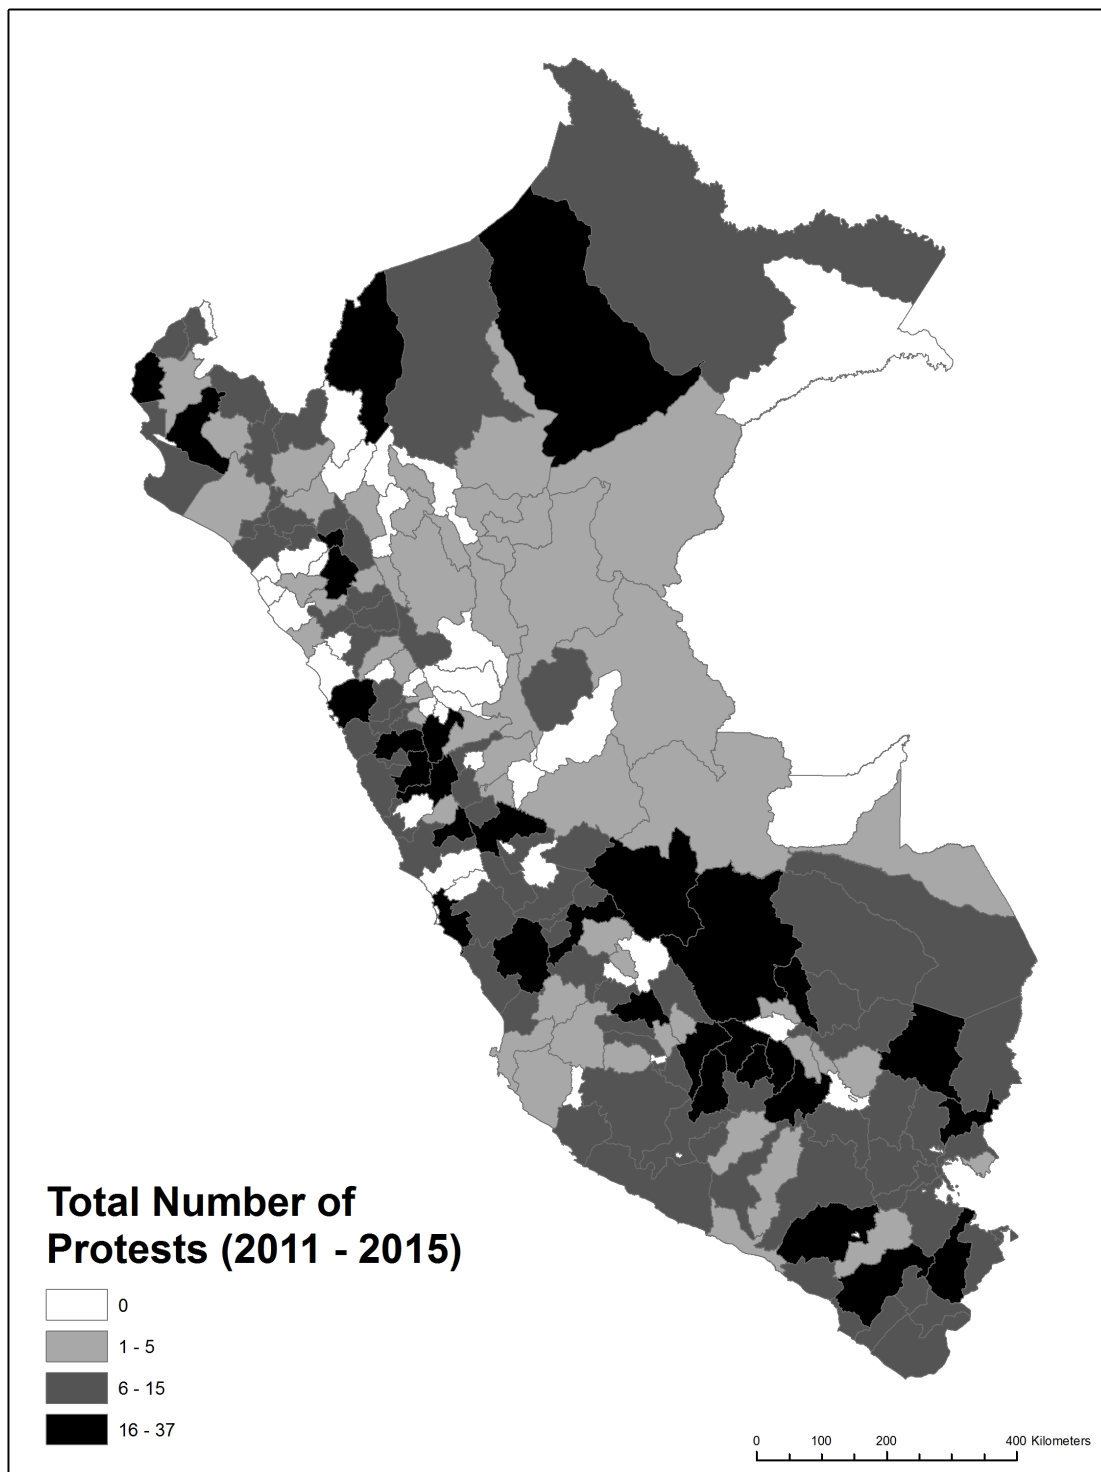 Total Number of
Protests (2011 - 2015)
0
1 - 5
6 - 15
16 - 37
0 100 200 400 Kilometers